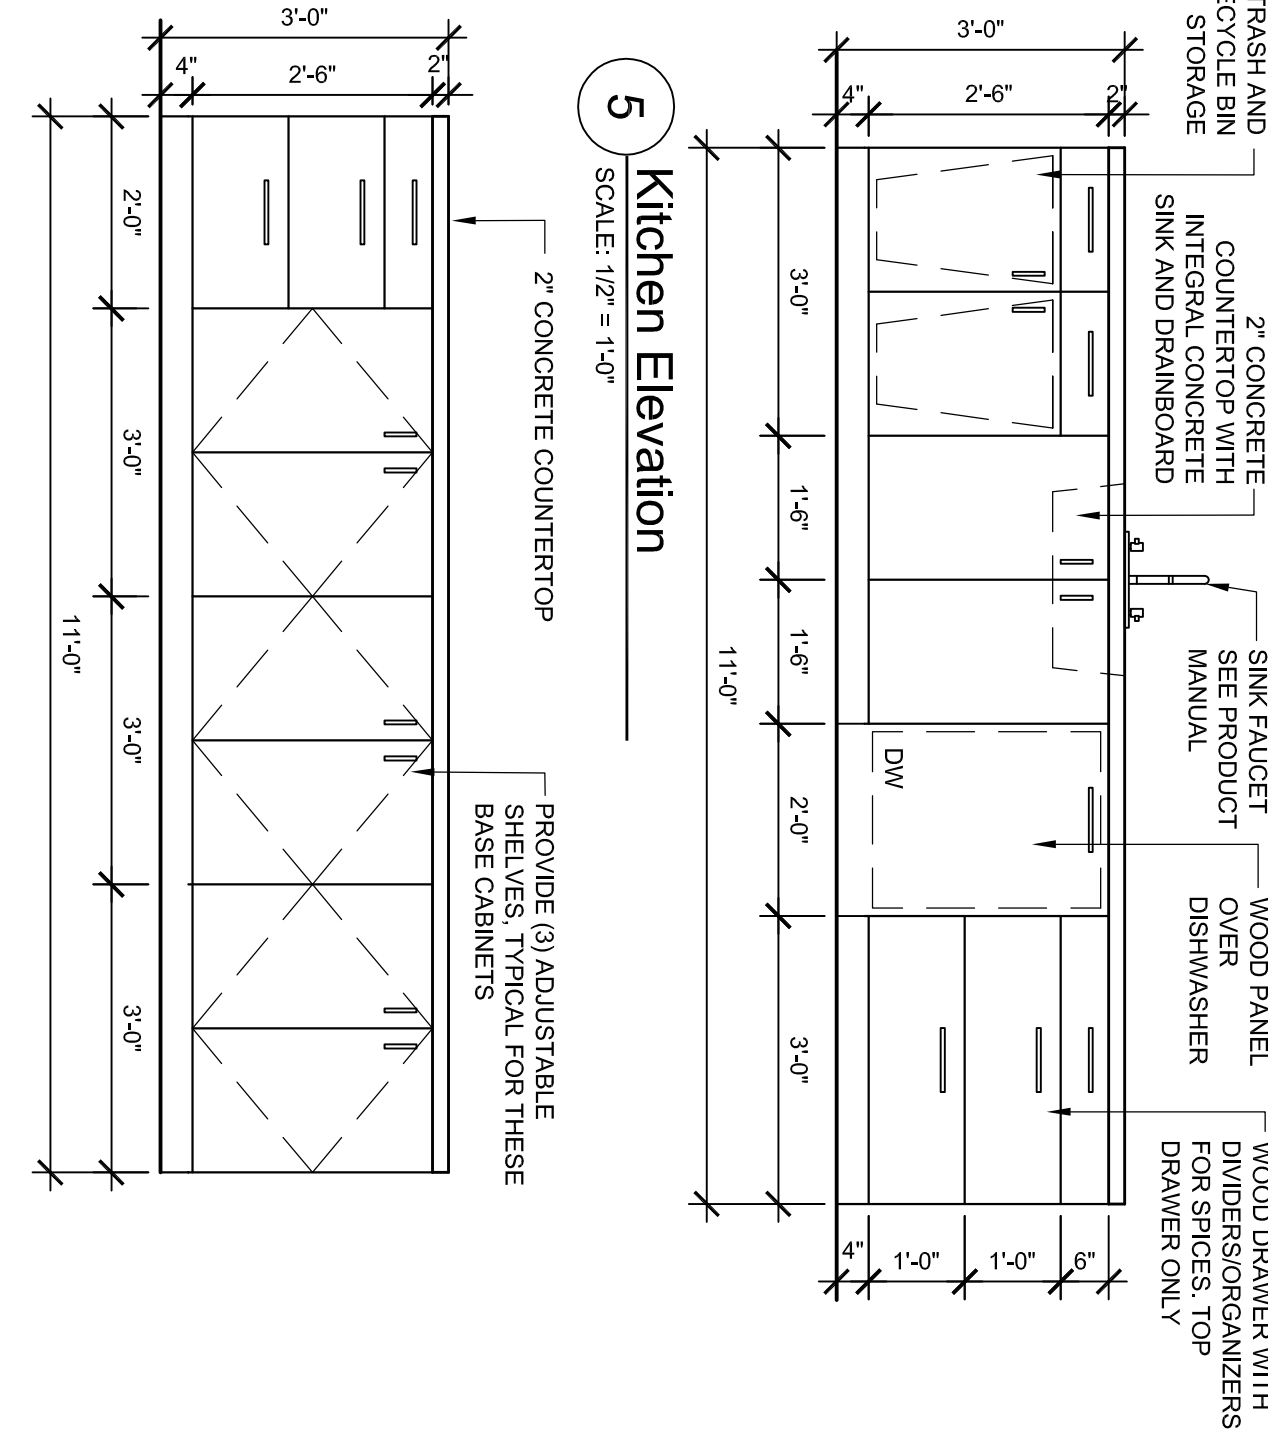 TRASH AND
ECYCLE BIN
STORAGE
2" CONCRETE
COUNTERTOP WITH
INTEGRAL CONCRETE
SINK AND DRAINBOARD
SINK FAUCET
SEE PRODUCT
MANUAL
WOOD PANEL
OVER
DISHWASHER
WOOD DRAWER WITH
DIVIDERS/ORGANIZERS
FOR SPICES. TOP
DRAWER ONLY
3'-0"
4"
2'-6"
2"
DW
4"
1'-0"
1'-0"
6"
3'-0"
1'-6"
1'-6"
2'-0"
3'-0"
11'-0"
5
Kitchen Elevation
SCALE: 1/2" = 1'-0"
2" CONCRETE COUNTERTOP
PROVIDE (3) ADJUSTABLE
SHELVES, TYPICAL FOR THESE
BASE CABINETS
3'-0"
4"
2'-6"
2"
2'-0"
3'-0"
3'-0"
3'-0"
11'-0"